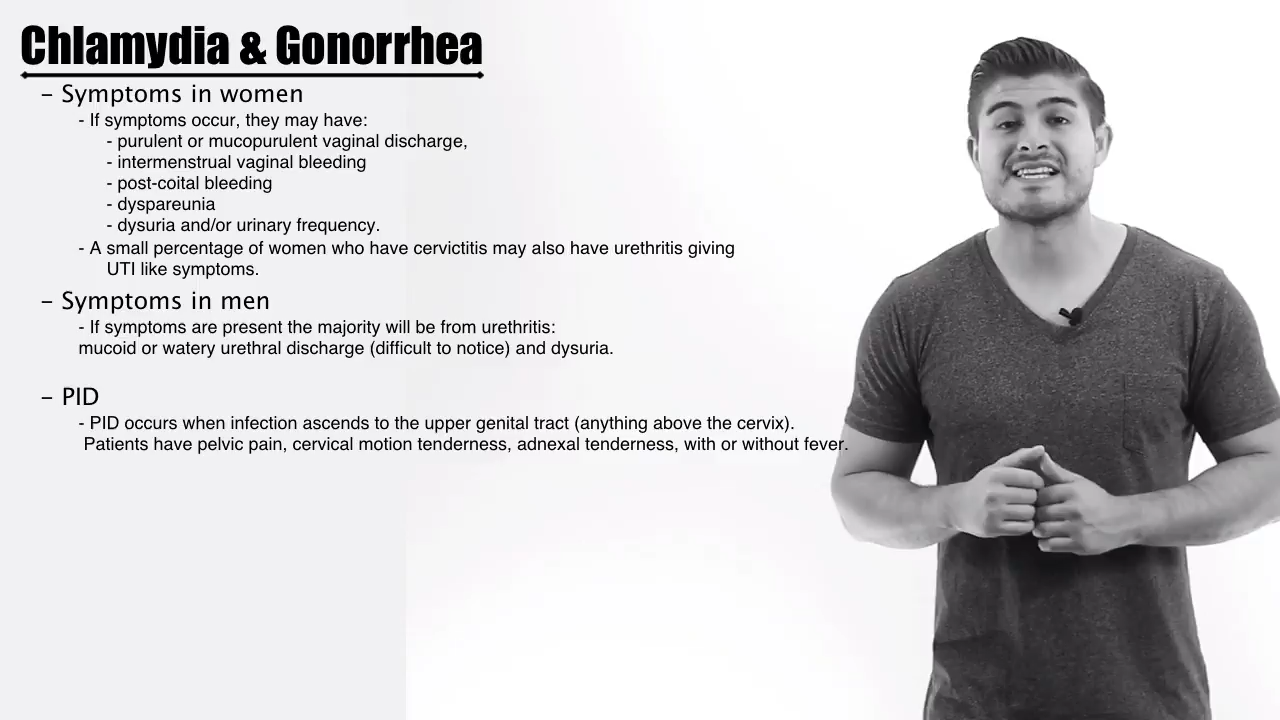 Chlamydia & Gonorrhea
– Symptoms in women
- If symptoms occur, they may have:
- purulent or mucopurulent vaginal discharge,
- intermenstrual vaginal bleeding
- post-coital bleeding
- dyspareunia
- dysuria and/or urinary frequency.
- A small percentage of women who have cervictitis may also have urethritis giving
UTI like symptoms.
– Symptoms in men
- If symptoms are present the majority will be from urethritis:
mucoid or watery urethral discharge (difficult to notice) and dysuria.
– PID
- PID occurs when infection ascends to the upper genital tract (anything above the cervix).
Patients have pelvic pain, cervical motion tenderness, adnexal tenderness, with or without fever.